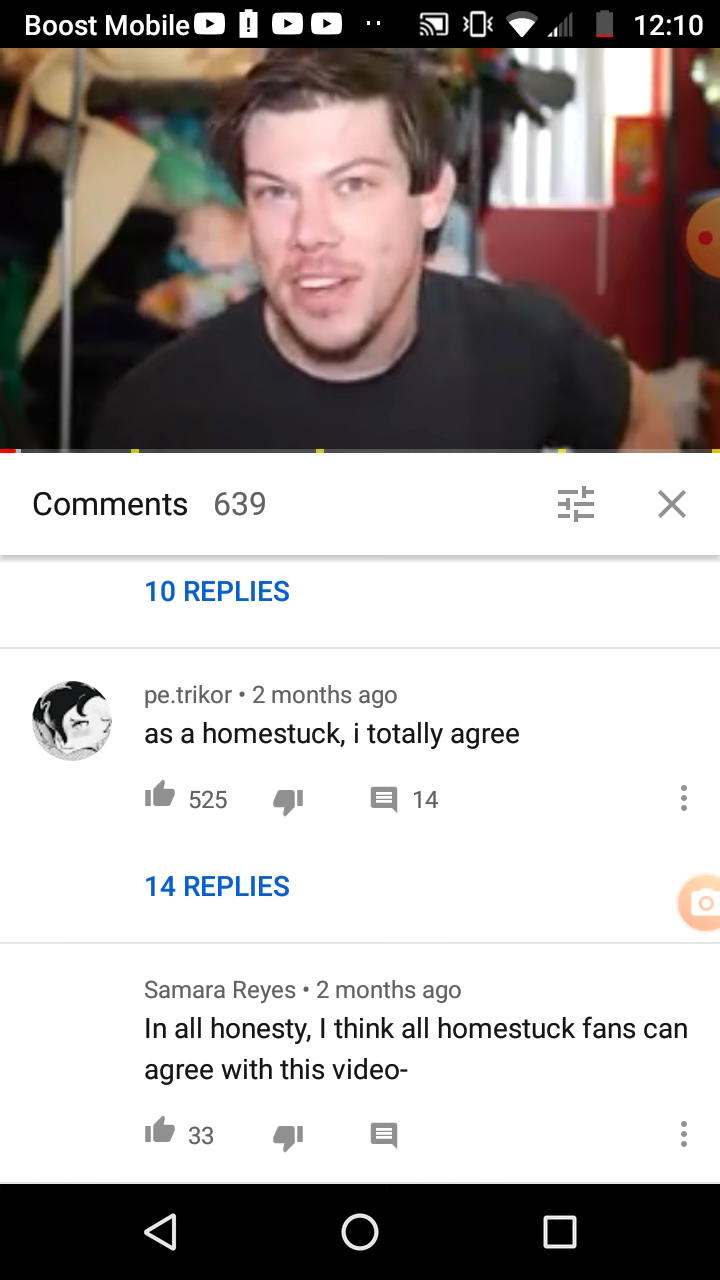 Boost Mobile 12:10
Comments 639
10 REPLIES
pe.trikor • 2 months ago
as a homestuck, i totally agree
525 14
14 REPLIES
Samara Reyes • 2 months ago
In all honesty, I think all homestuck fans can
agree with this video-
33